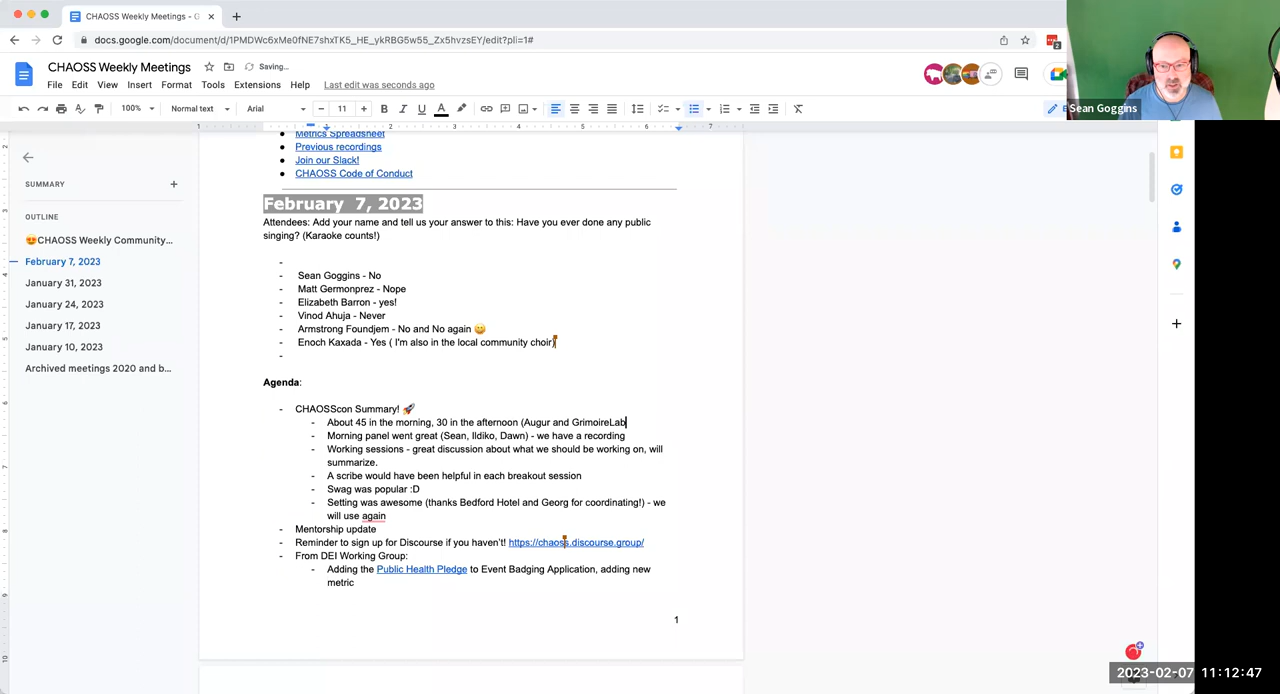 CHAOSS Weekly Meetings - G
docs.google.com/document/d/1PMDWc6xMe0fNE7shxTK5_HE_ykRBG5w55_Zx5hvzsEY/edit?pli=1#
2
CHAOSS Weekly Meetings
Saving...
File Edit View Insert Format Tools Extensions Help Last edit was seconds ago
100% Normal text Arial 11
Sean Goggins
1 1 2 3 4 5 6 7
Metrics Spreadsheet
Previous recordings
Join our Slack!
CHAOSS Code of Conduct
SUMMARY
OUTLINE
😍CHAOSS Weekly Community...
February 7, 2023
January 31, 2023
January 24, 2023
January 17, 2023
January 10, 2023
Archived meetings 2020 and b...
February 7, 2023
Attendees: Add your name and tell us your answer to this: Have you ever done any public
singing? (Karaoke counts!)
-
- Sean Goggins - No
- Matt Germonprez - Nope
- Elizabeth Barron - yes!
- Vinod Ahuja - Never
- Armstrong Foundjem - No and No again 😀
- Enoch Kaxada - Yes ( I'm also in the local community choir)
-
Agenda:
- CHAOSScon Summary! 🚀
- About 45 in the morning, 30 in the afternoon (Augur and GrimoireLab
- Morning panel went great (Sean, Ildiko, Dawn) - we have a recording
- Working sessions - great discussion about what we should be working on, will
summarize.
- A scribe would have been helpful in each breakout session
- Swag was popular :D
- Setting was awesome (thanks Bedford Hotel and Georg for coordinating!) - we
will use again
- Mentorship update
- Reminder to sign up for Discourse if you haven't! https://chaoss.discourse.group/
- From DEI Working Group:
- Adding the Public Health Pledge to Event Badging Application, adding new
metric
1
2023-02-07 11:12:47